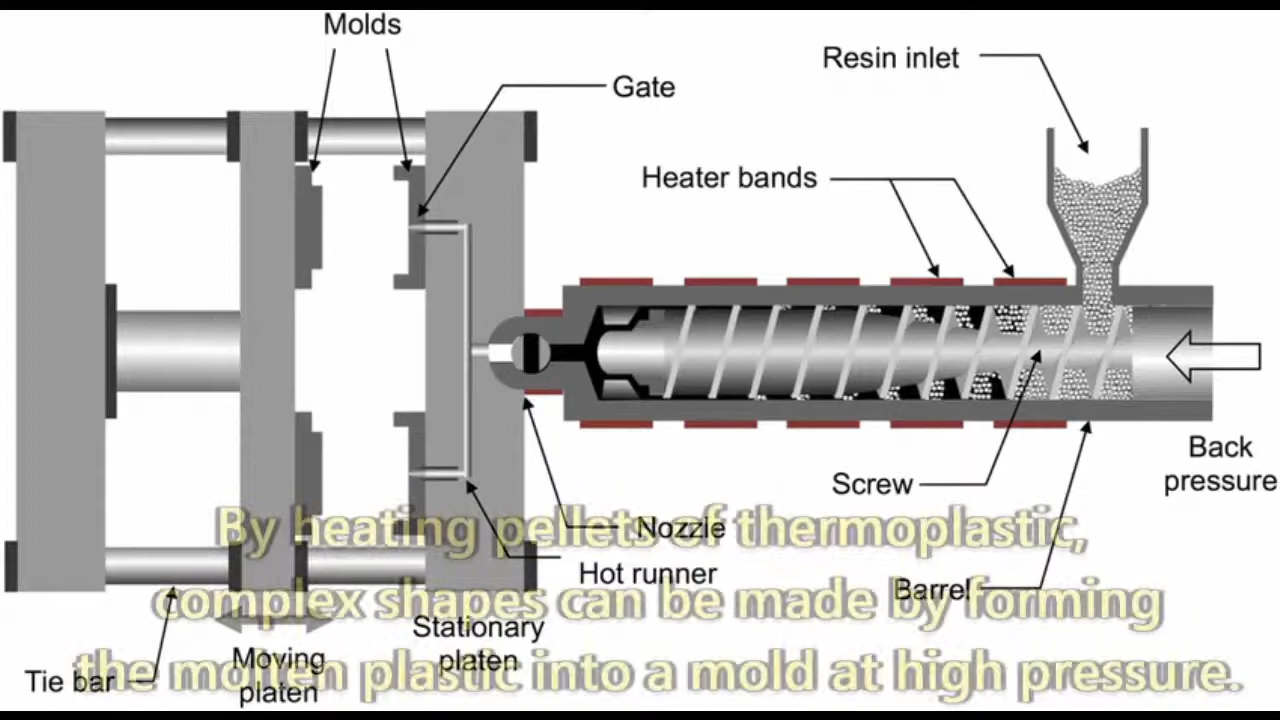 Molds
Gate
Resin inlet
Heater bands
Back
pressure
Screw
Nozzle
Hot runner
Barrel
Stationary
platen
Moving
platen
Tie bar
By heating pellets of thermoplastic,
complex shapes can be made by forming
the molten plastic into a mold at high pressure.